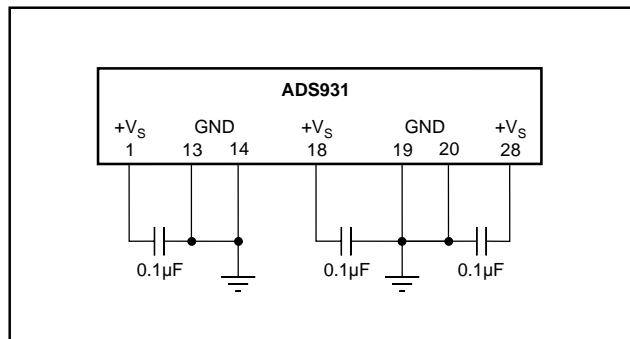 ADS931
+VS GND +VS GND +VS
1 13 14 18 19 20 28
0.1µF 0.1µF 0.1µF